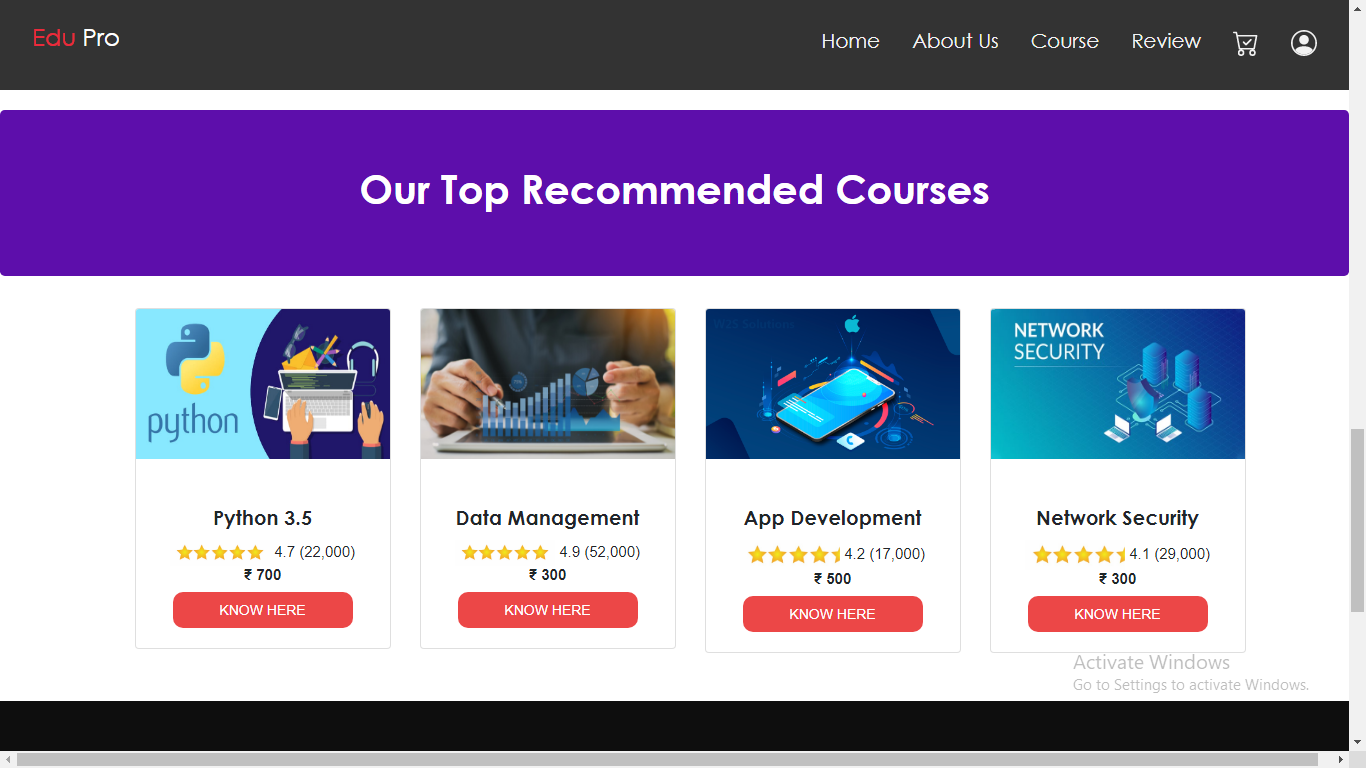 Edu Pro
Home About Us Course Review
Our Top Recommended Courses
python
NETWORK
SECURITY
Python 3.5
4.7 (22,000)
₹ 700
KNOW HERE
Data Management
4.9 (52,000)
₹ 300
KNOW HERE
App Development
4.2 (17,000)
₹ 500
KNOW HERE
Network Security
4.1 (29,000)
₹ 300
KNOW HERE
Activate Windows
Go to Settings to activate Windows.